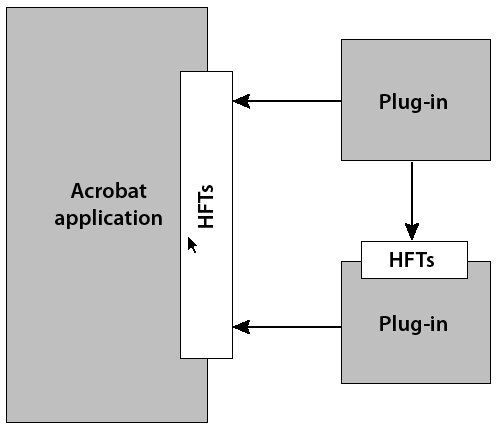 Acrobat
application
HFTs
Plug-in
HFTs
Plug-in